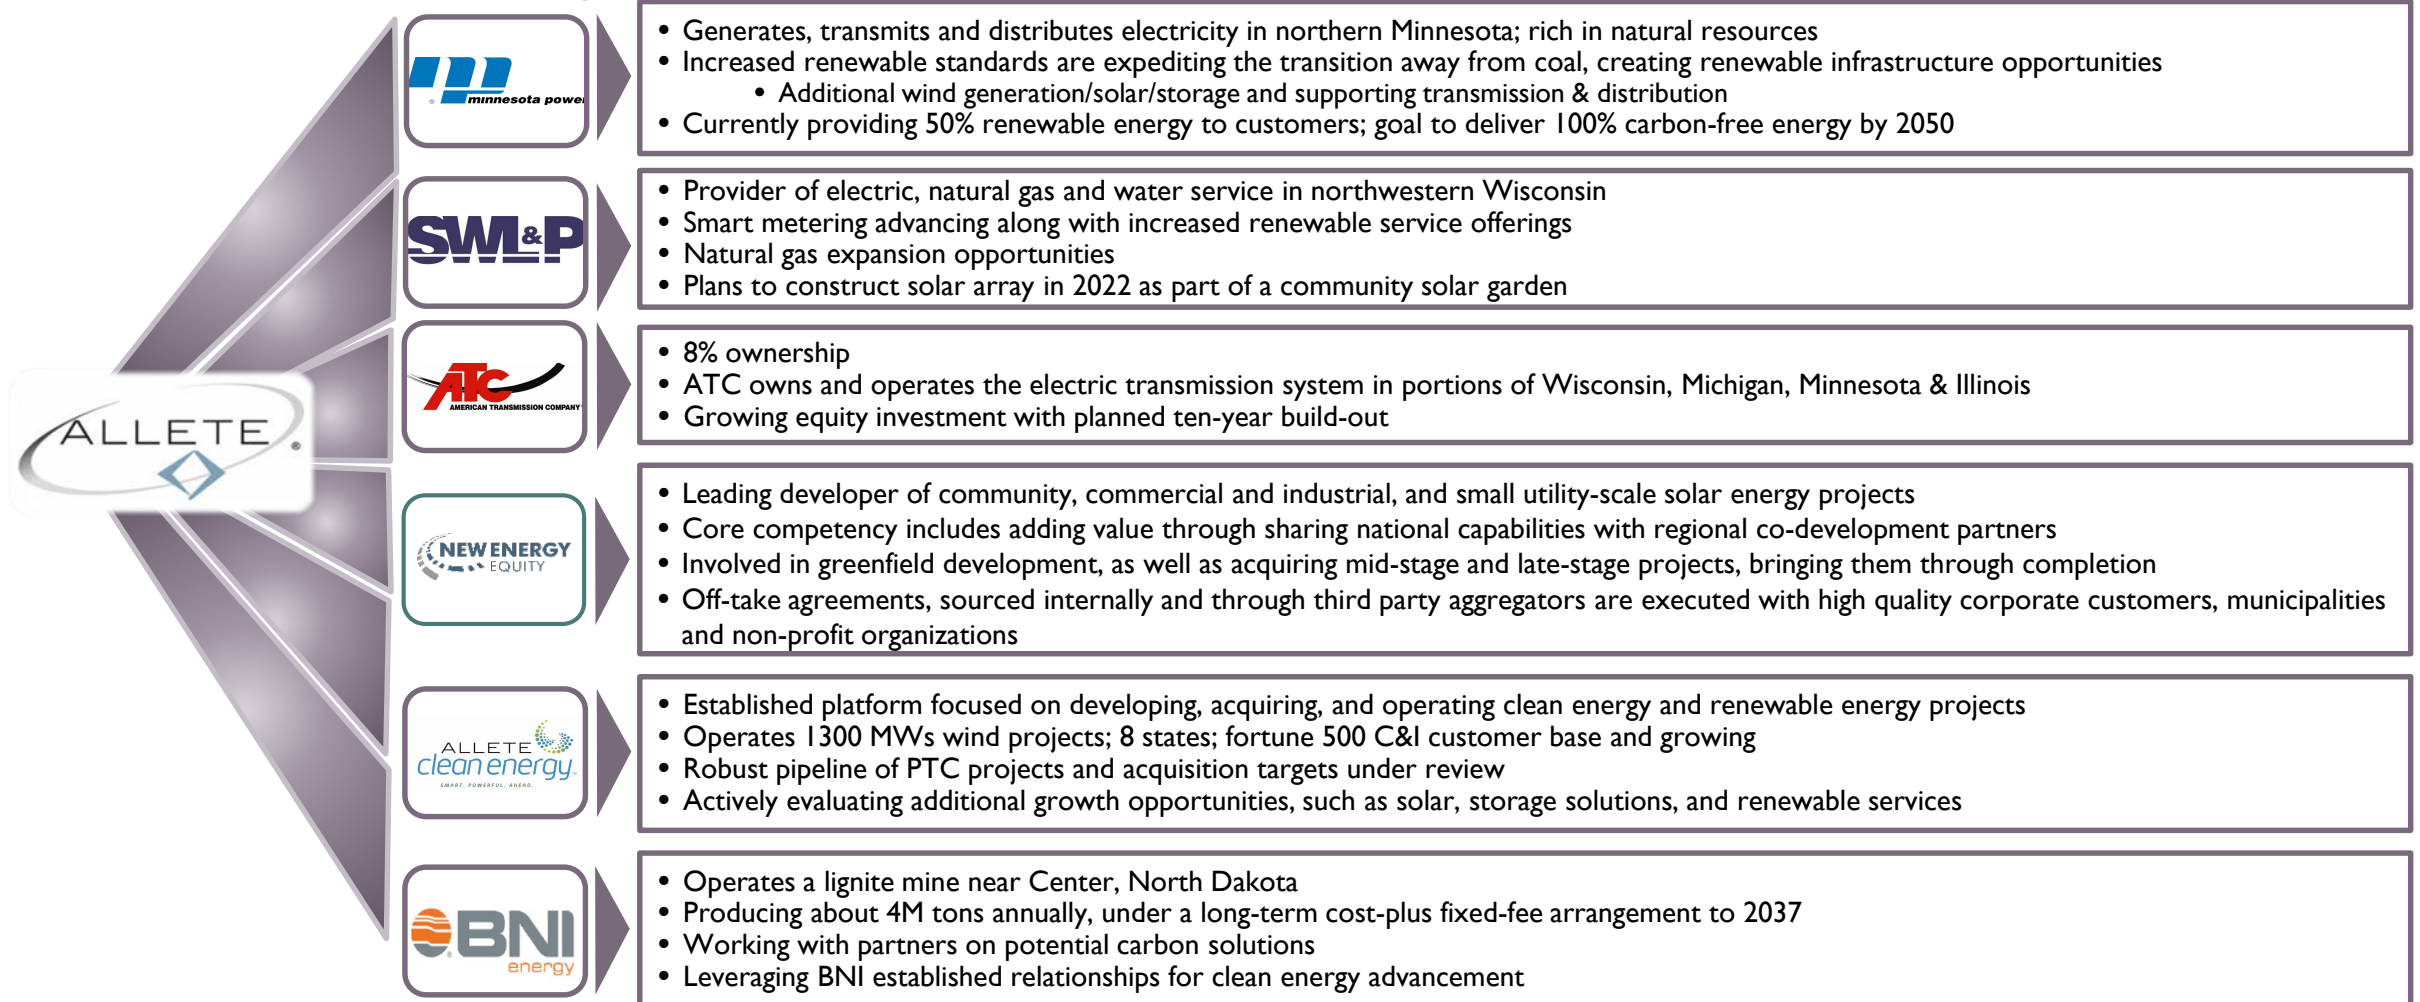 minnesota power
• Generates, transmits and distributes electricity in northern Minnesota; rich in natural resources
• Increased renewable standards are expediting the transition away from coal, creating renewable infrastructure opportunities
• Additional wind generation/solar/storage and supporting transmission & distribution
• Currently providing 50% renewable energy to customers; goal to deliver 100% carbon-free energy by 2050
SWL&P
• Provider of electric, natural gas and water service in northwestern Wisconsin
• Smart metering advancing along with increased renewable service offerings
• Natural gas expansion opportunities
• Plans to construct solar array in 2022 as part of a community solar garden
ATC
AMERICAN TRANSMISSION COMPANY
• 8% ownership
• ATC owns and operates the electric transmission system in portions of Wisconsin, Michigan, Minnesota & Illinois
• Growing equity investment with planned ten-year build-out
ALLETE®
NEW ENERGY
EQUITY
• Leading developer of community, commercial and industrial, and small utility-scale solar energy projects
• Core competency includes adding value through sharing national capabilities with regional co-development partners
• Involved in greenfield development, as well as acquiring mid-stage and late-stage projects, bringing them through completion
• Off-take agreements, sourced internally and through third party aggregators are executed with high quality corporate customers, municipalities
and non-profit organizations
ALLETE
clean energy
SMART. POWERFUL. AHEAD.
• Established platform focused on developing, acquiring, and operating clean energy and renewable energy projects
• Operates 1300 MWs wind projects; 8 states; fortune 500 C&I customer base and growing
• Robust pipeline of PTC projects and acquisition targets under review
• Actively evaluating additional growth opportunities, such as solar, storage solutions, and renewable services
BNI
energy
• Operates a lignite mine near Center, North Dakota
• Producing about 4M tons annually, under a long-term cost-plus fixed-fee arrangement to 2037
• Working with partners on potential carbon solutions
• Leveraging BNI established relationships for clean energy advancement